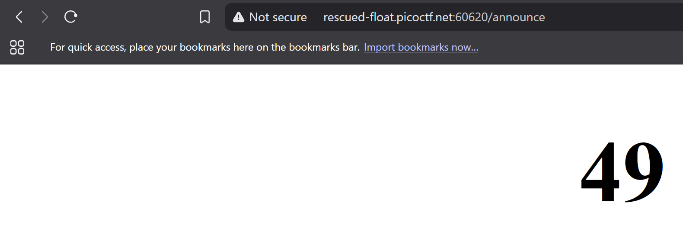 Not secure rescued-float.picoctf.net:60620/announce
For quick access, place your bookmarks here on the bookmarks bar. Import bookmarks now...
49